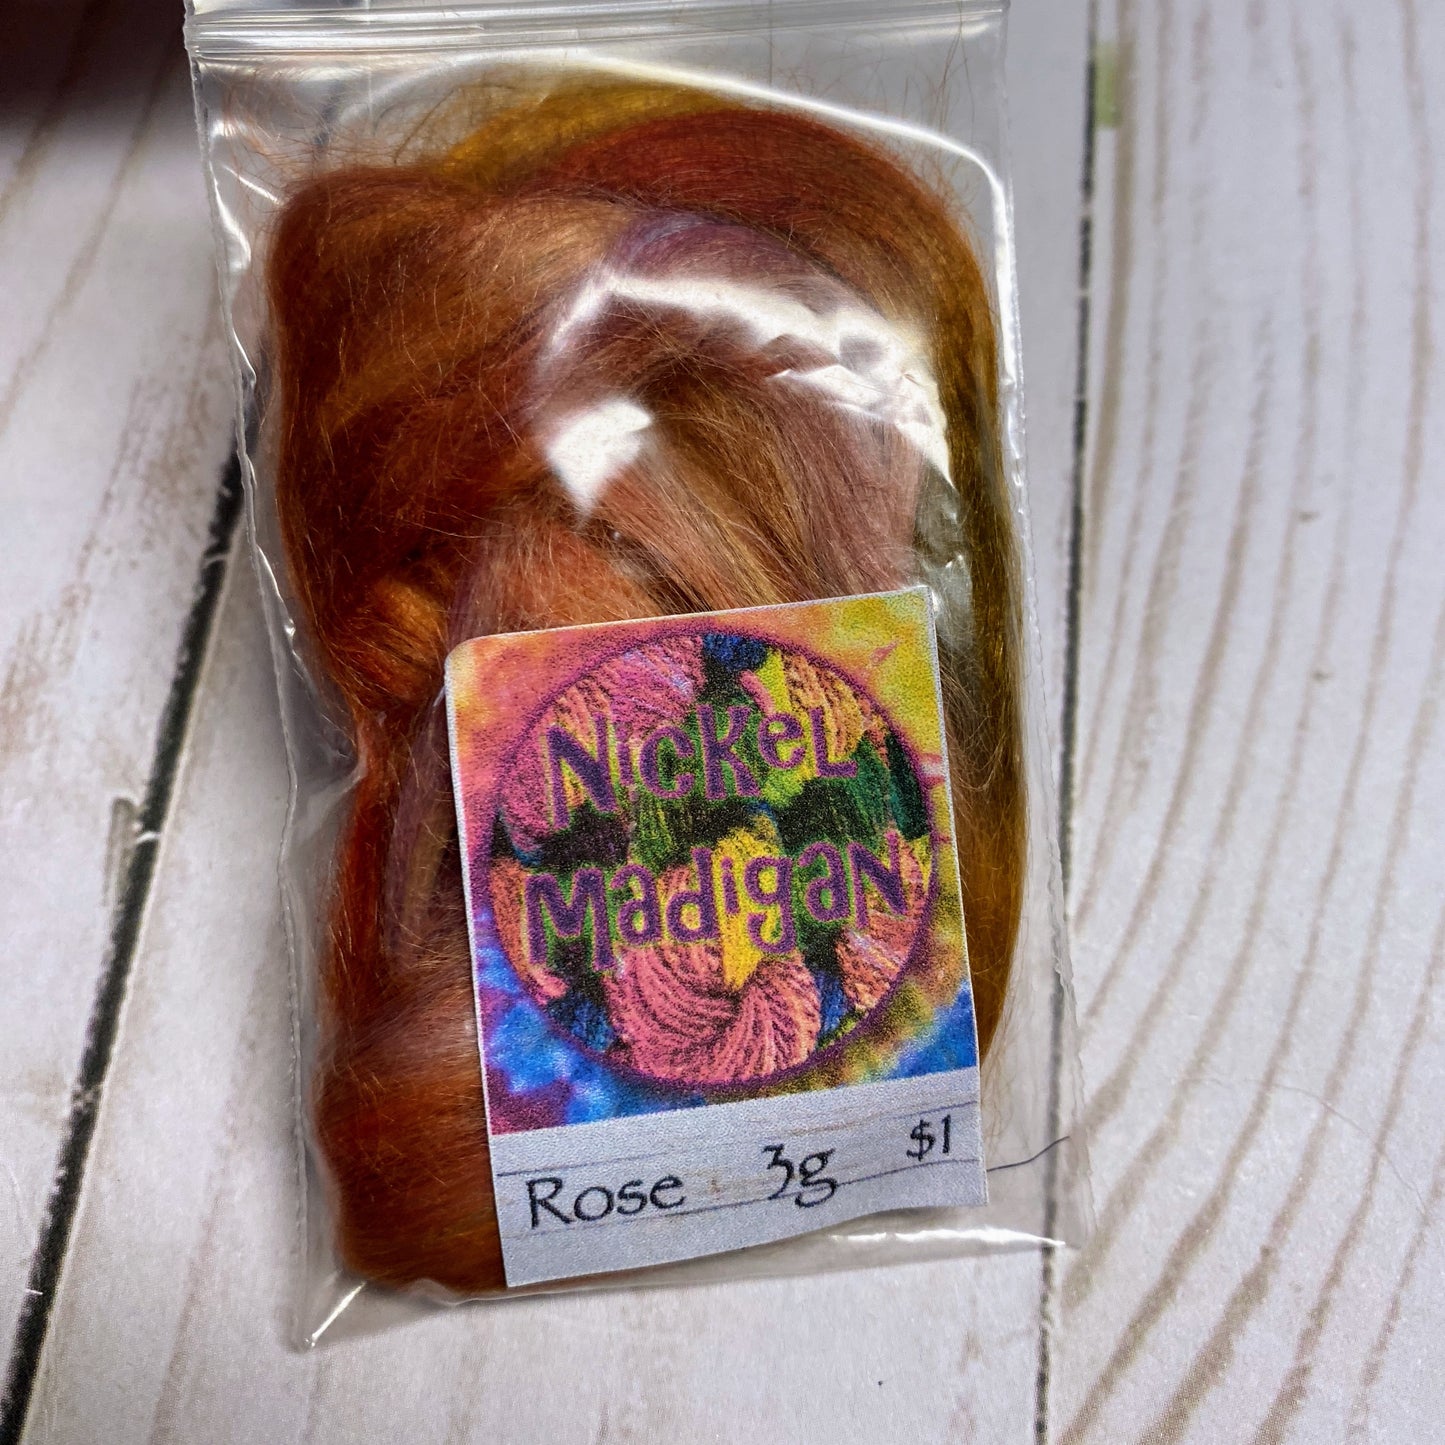 Nickel
Madigan
Rose 3g $1